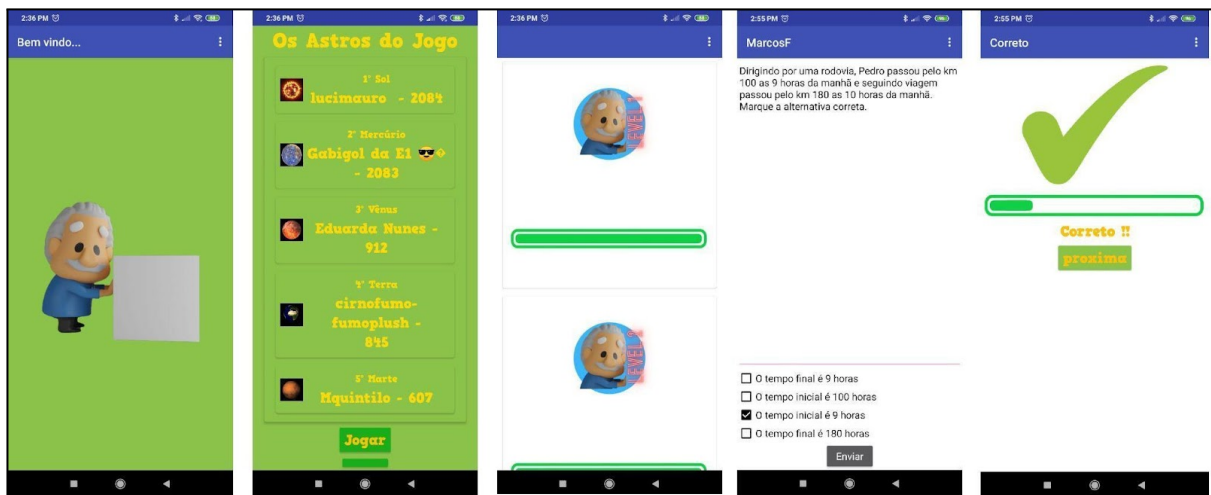 2:36 PM
Bem vindo...
2:36 PM
Os Astros do Jogo
1° Sol
lucimauro - 2084
2° Mercúrio
Gabigol da E1 😎�
- 2083
3° Vênus
Eduarda Nunes -
912
4° Terra
cirnofumo-
fumoplush -
845
5° Marte
Mquintilo - 607
Jogar
2:36 PM
LEVEL 1
LEVEL 2
2:55 PM
MarcosF
Dirigindo por uma rodovia, Pedro passou pelo km
100 as 9 horas da manhã e seguindo viagem
passou pelo km 180 as 10 horas da manhã.
Marque a alternativa correta.
O tempo final é 9 horas
O tempo inicial é 100 horas
O tempo inicial é 9 horas
O tempo final é 180 horas
Enviar
2:55 PM
Correto
Correto !!
proxima